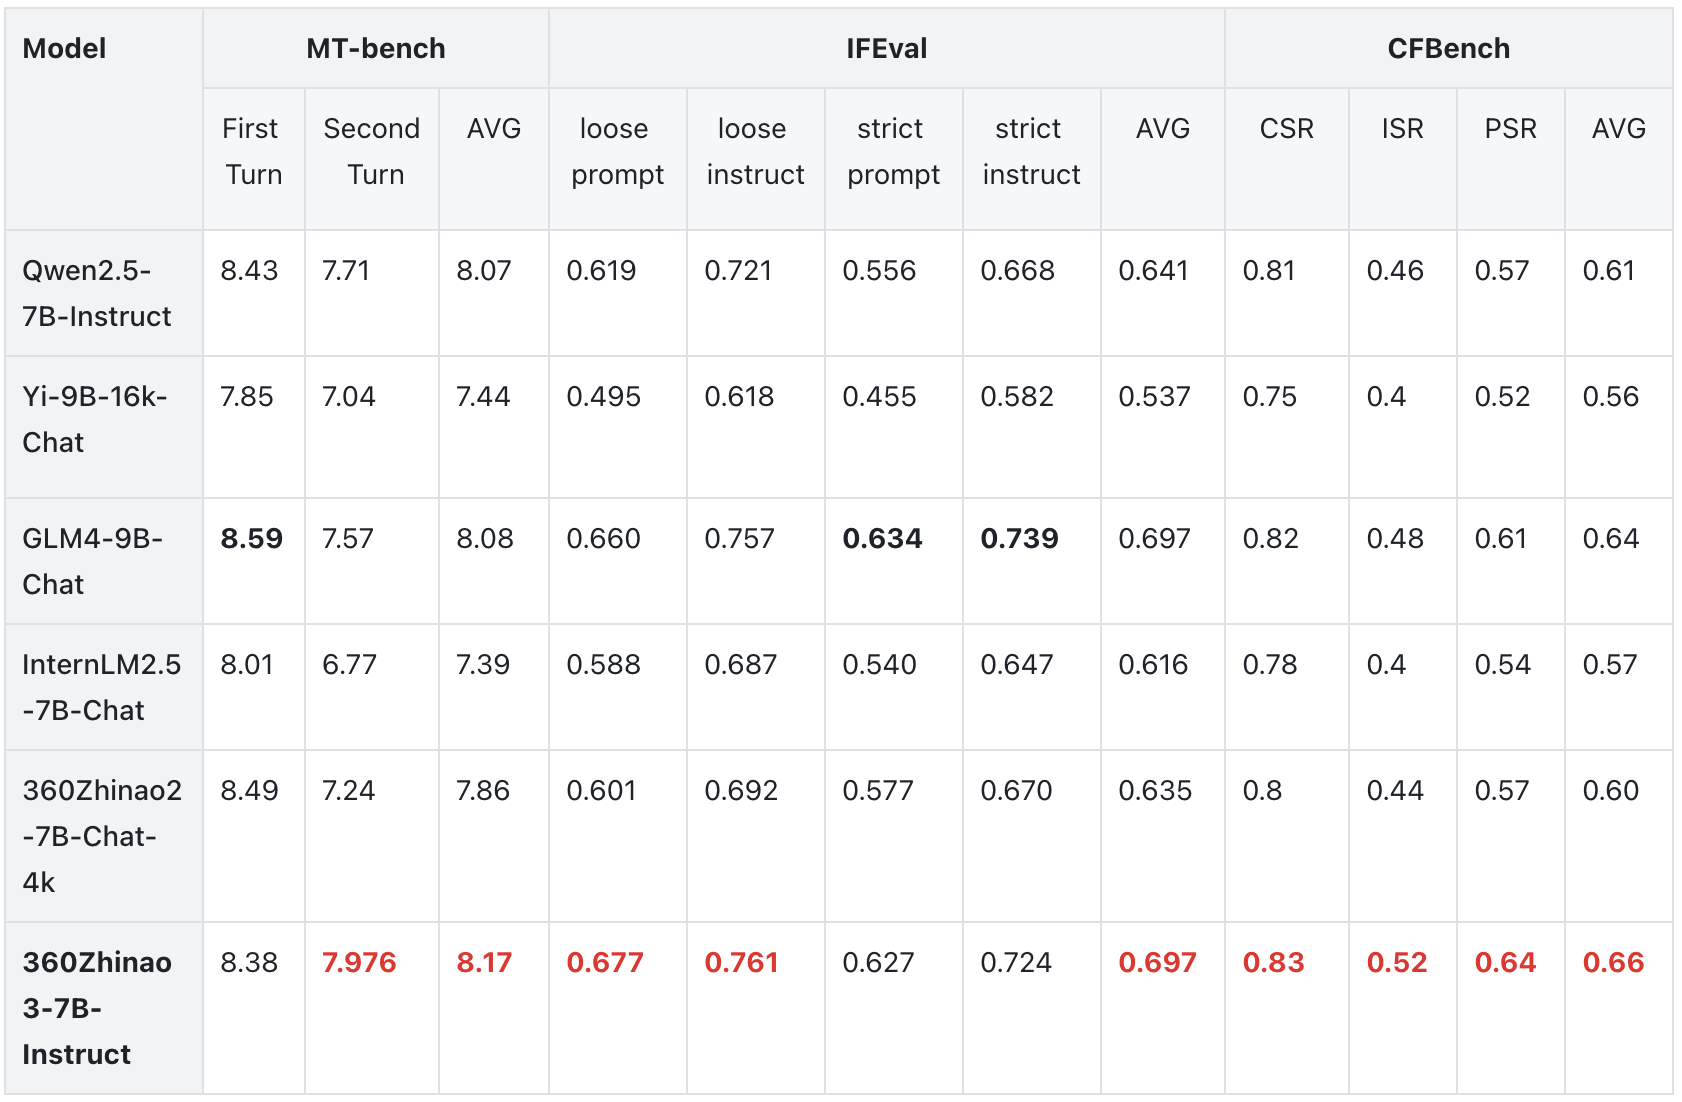 Model MT-bench IFEval CFBench
First Second AVG loose loose strict strict AVG CSR ISR PSR AVG
Turn Turn prompt instruct prompt instruct
Qwen2.5- 8.43 7.71 8.07 0.619 0.721 0.556 0.668 0.641 0.81 0.46 0.57 0.61
7B-Instruct
Yi-9B-16k- 7.85 7.04 7.44 0.495 0.618 0.455 0.582 0.537 0.75 0.4 0.52 0.56
Chat
GLM4-9B- 8.59 7.57 8.08 0.660 0.757 0.634 0.739 0.697 0.82 0.48 0.61 0.64
Chat
InternLM2.5 8.01 6.77 7.39 0.588 0.687 0.540 0.647 0.616 0.78 0.4 0.54 0.57
-7B-Chat
360Zhinao2 8.49 7.24 7.86 0.601 0.692 0.577 0.670 0.635 0.8 0.44 0.57 0.60
-7B-Chat-
4k
360Zhinao 8.38 7.976 8.17 0.677 0.761 0.627 0.724 0.697 0.83 0.52 0.64 0.66
3-7B-
Instruct